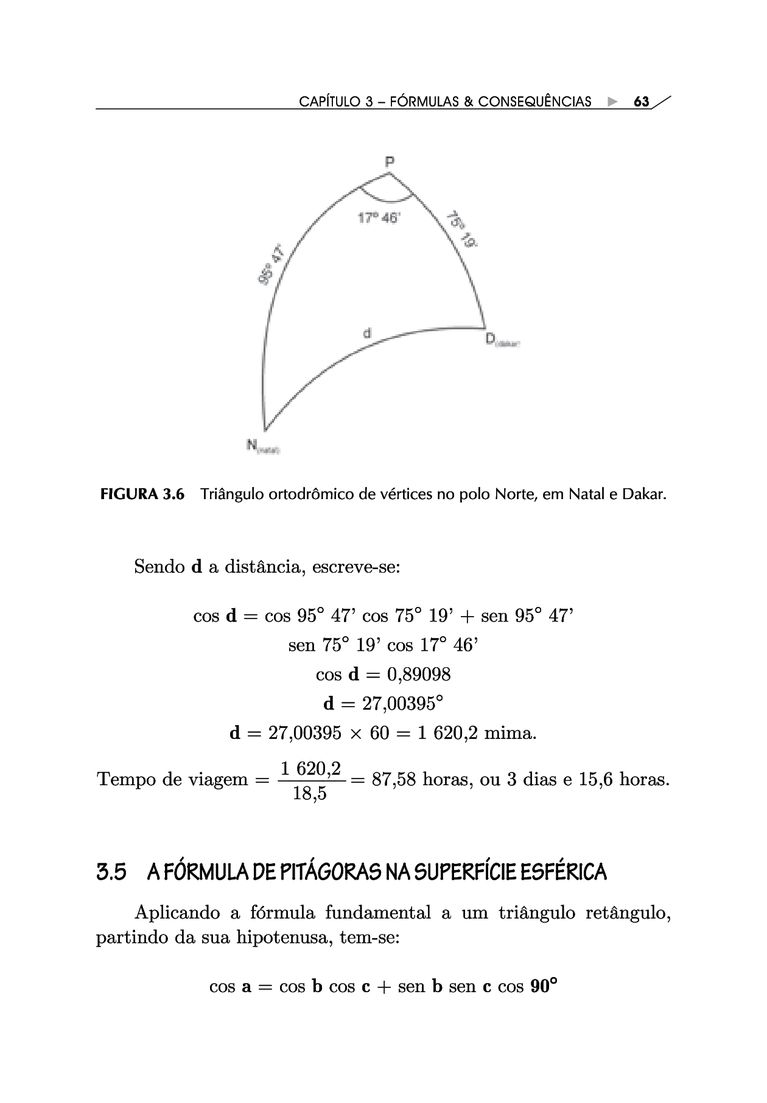 CAPÍTULO 3 – FÓRMULAS & CONSEQUÊNCIAS ► 63
P
17º 46'
75º 19'
95º 47'
d
D(dakar)
N(natal)
FIGURA 3.6 Triângulo ortodrômico de vértices no polo Norte, em Natal e Dakar.
Sendo d a distância, escreve-se:
cos d = cos 95° 47’ cos 75° 19’ + sen 95° 47’
sen 75° 19’ cos 17° 46’
cos d = 0,89098
d = 27,00395°
d = 27,00395 × 60 = 1 620,2 mima.
Tempo de viagem = 1 620,2 / 18,5 = 87,58 horas, ou 3 dias e 15,6 horas.
3.5 A FÓRMULA DE PITÁGORAS NA SUPERFÍCIE ESFÉRICA
Aplicando a fórmula fundamental a um triângulo retângulo,
partindo da sua hipotenusa, tem-se:
cos a = cos b cos c + sen b sen c cos 90°